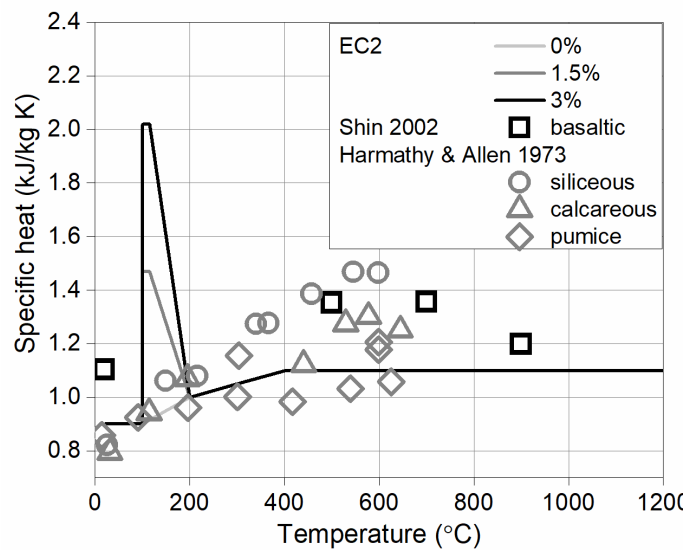 2.4
2.2
2.0
1.8
1.6
1.4
1.2
1.0
0.8
Specific heat (kJ/kg K)
EC2
0%
1.5%
3%
Shin 2002
basaltic
Harmathy & Allen 1973
siliceous
calcareous
pumice
0 200 400 600 800 1000 1200
Temperature (°C)